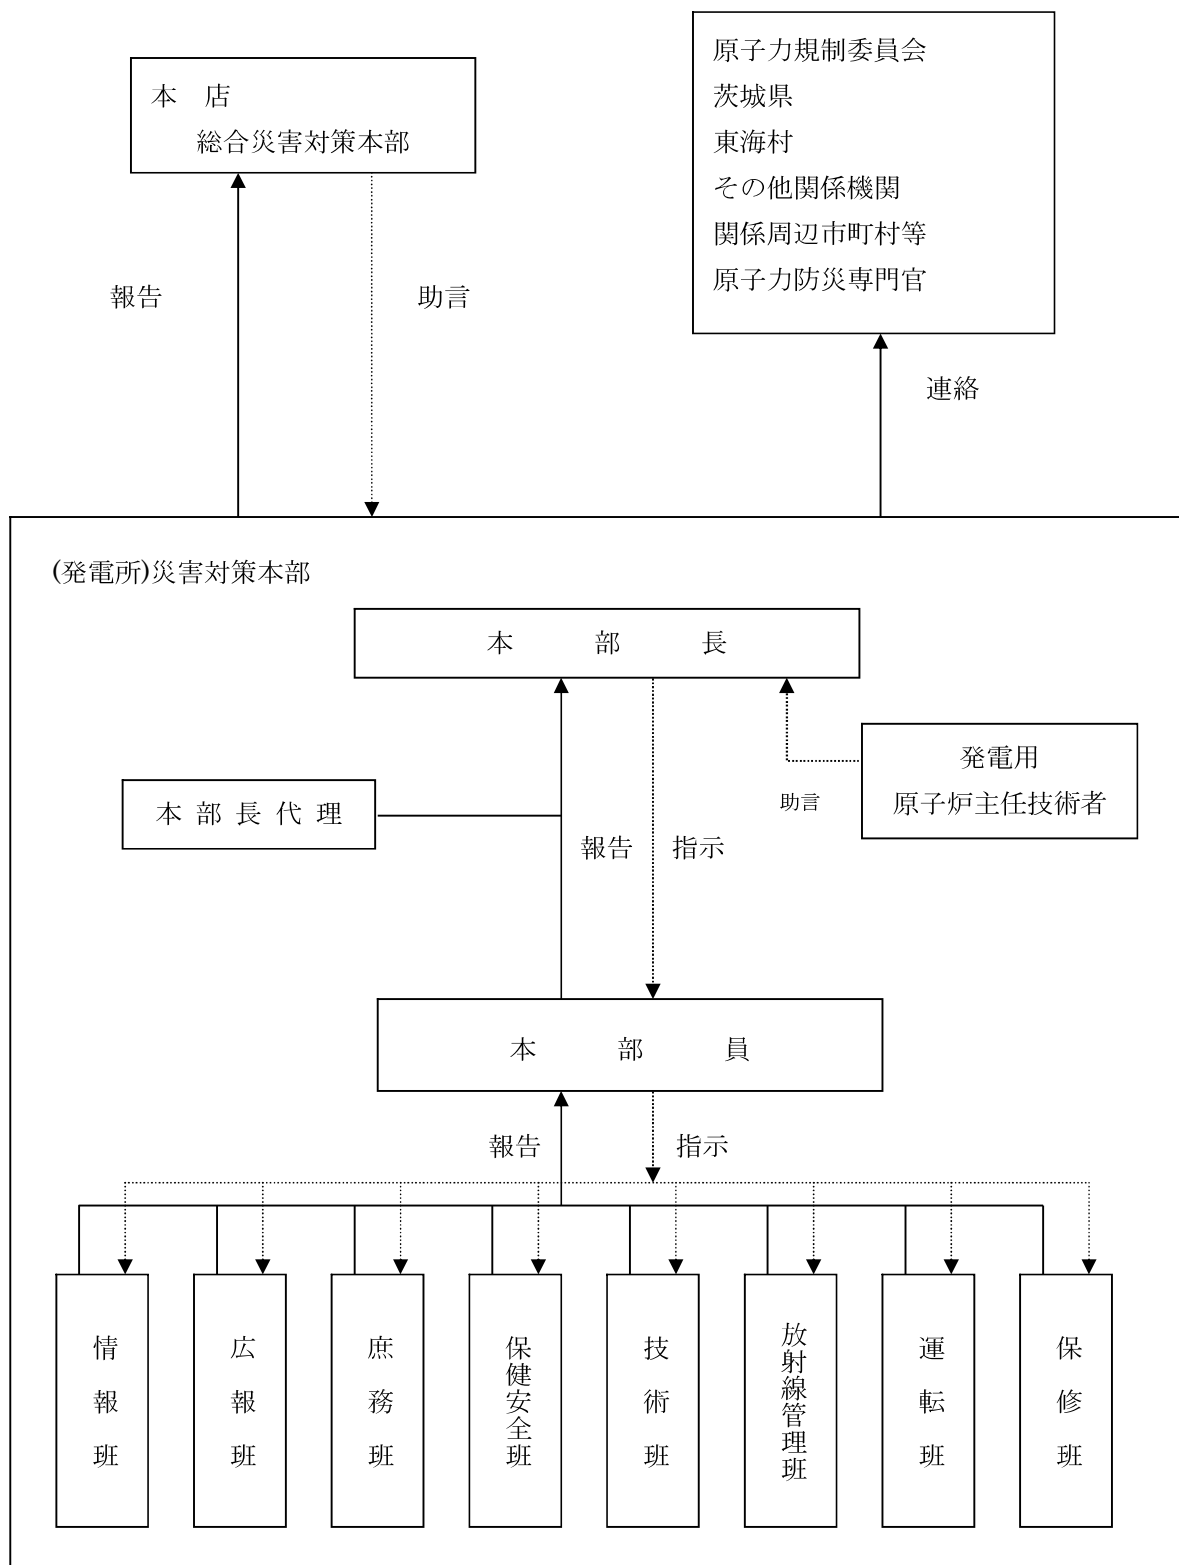 本　店
総合災害対策本部
原子力規制委員会
茨城県
東海村
その他関係機関
関係周辺市町村等
原子力防災専門官
報告
助言
連絡
(発電所)災害対策本部
本　部　長
発電用
原子炉主任技術者
助言
本部長代理
報告
指示
本　部　員
報告
指示
情報班
広報班
庶務班
保健安全班
技術班
放射線管理班
運転班
保修班